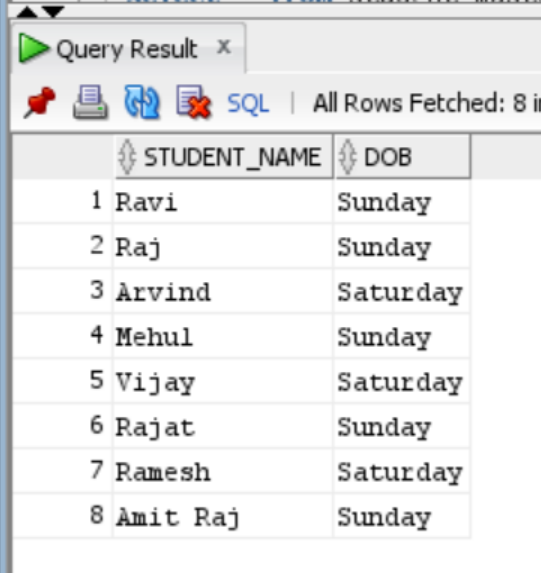 Query Result x
SQL | All Rows Fetched: 8 i
STUDENT_NAME DOB
1 Ravi Sunday
2 Raj Sunday
3 Arvind Saturday
4 Mehul Sunday
5 Vijay Saturday
6 Rajat Sunday
7 Ramesh Saturday
8 Amit Raj Sunday